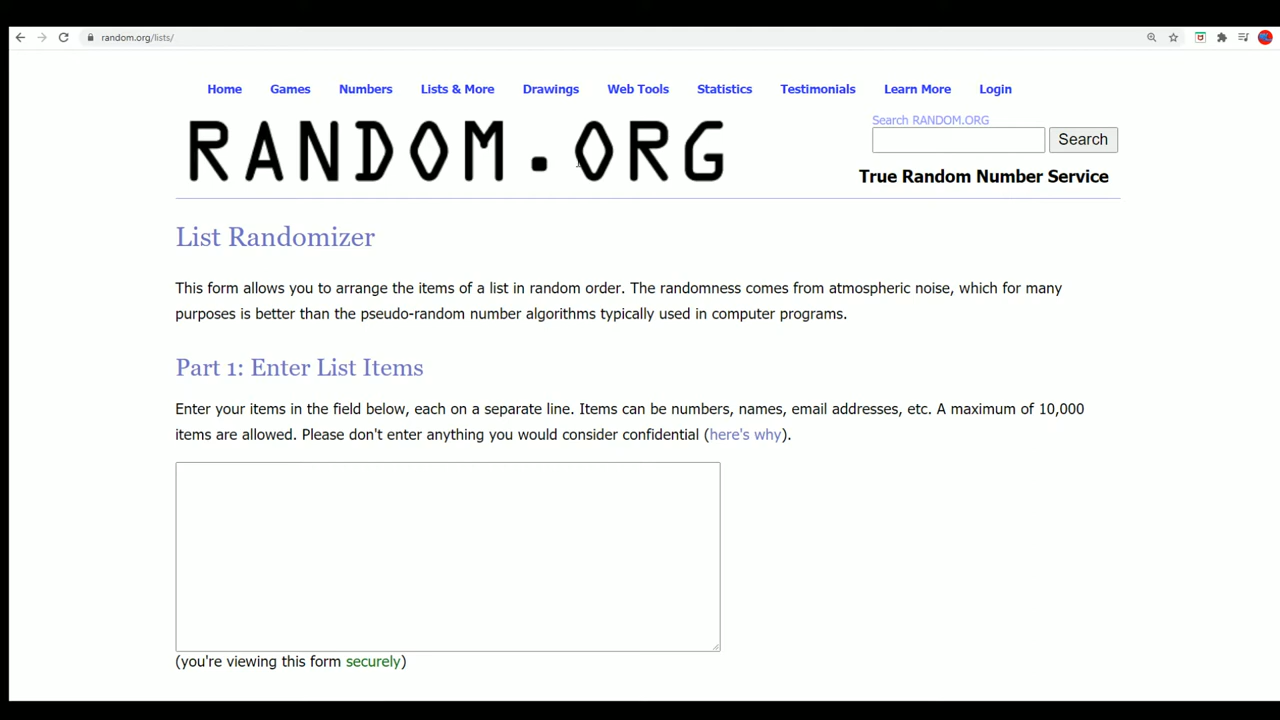 random.org/lists/
Home Games Numbers Lists & More Drawings Web Tools Statistics Testimonials Learn More Login
RANDOM.ORG
Search RANDOM.ORG
Search
True Random Number Service
List Randomizer
This form allows you to arrange the items of a list in random order. The randomness comes from atmospheric noise, which for many
purposes is better than the pseudo-random number algorithms typically used in computer programs.
Part 1: Enter List Items
Enter your items in the field below, each on a separate line. Items can be numbers, names, email addresses, etc. A maximum of 10,000
items are allowed. Please don't enter anything you would consider confidential (here's why).
(you're viewing this form securely)